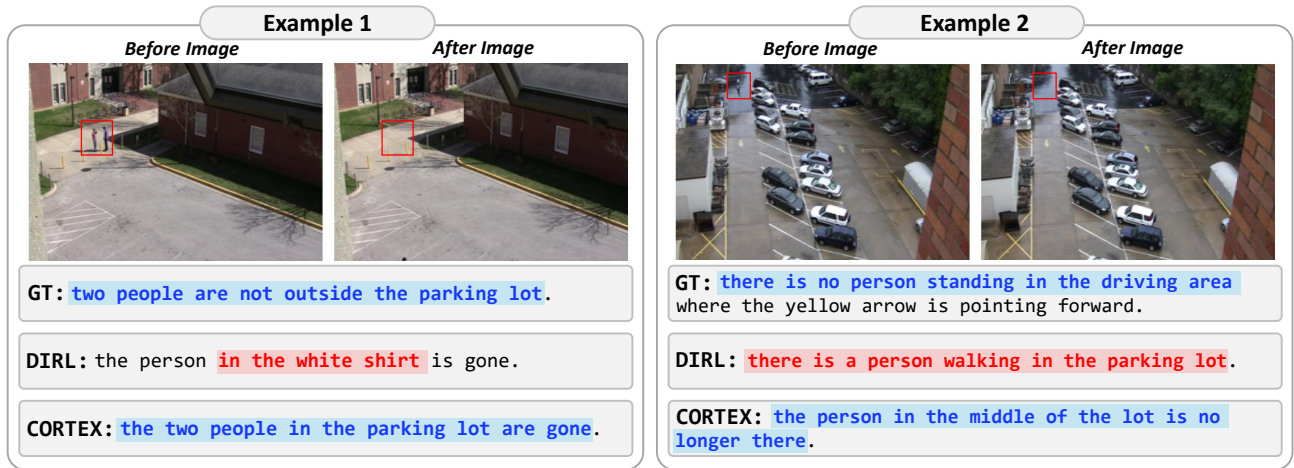 Example 1
Before Image
After Image
GT: two people are not outside the parking lot.
DIRL: the person in the white shirt is gone.
CORTEX: the two people in the parking lot are gone.
Example 2
Before Image
After Image
GT: there is no person standing in the driving area
where the yellow arrow is pointing forward.
DIRL: there is a person walking in the parking lot.
CORTEX: the person in the middle of the lot is no
longer there.